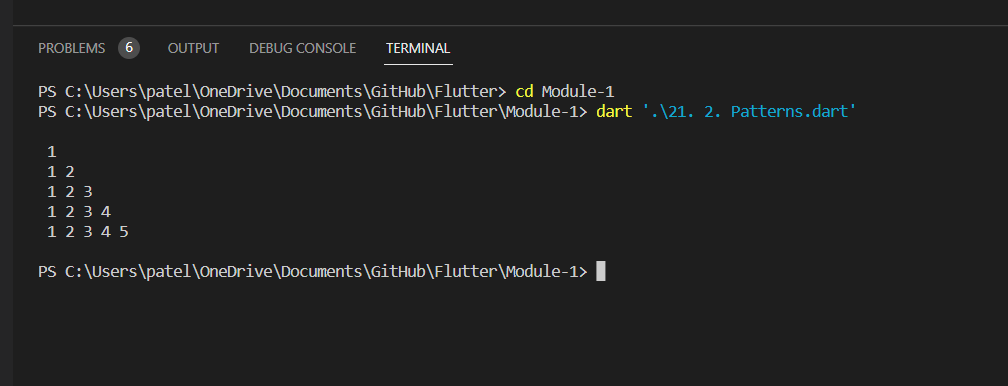 PROBLEMS 6 OUTPUT DEBUG CONSOLE TERMINAL
PS C:\Users\patel\OneDrive\Documents\GitHub\Flutter> cd Module-1
PS C:\Users\patel\OneDrive\Documents\GitHub\Flutter\Module-1> dart '.\21. 2. Patterns.dart'
1
1 2
1 2 3
1 2 3 4
1 2 3 4 5
PS C:\Users\patel\OneDrive\Documents\GitHub\Flutter\Module-1>